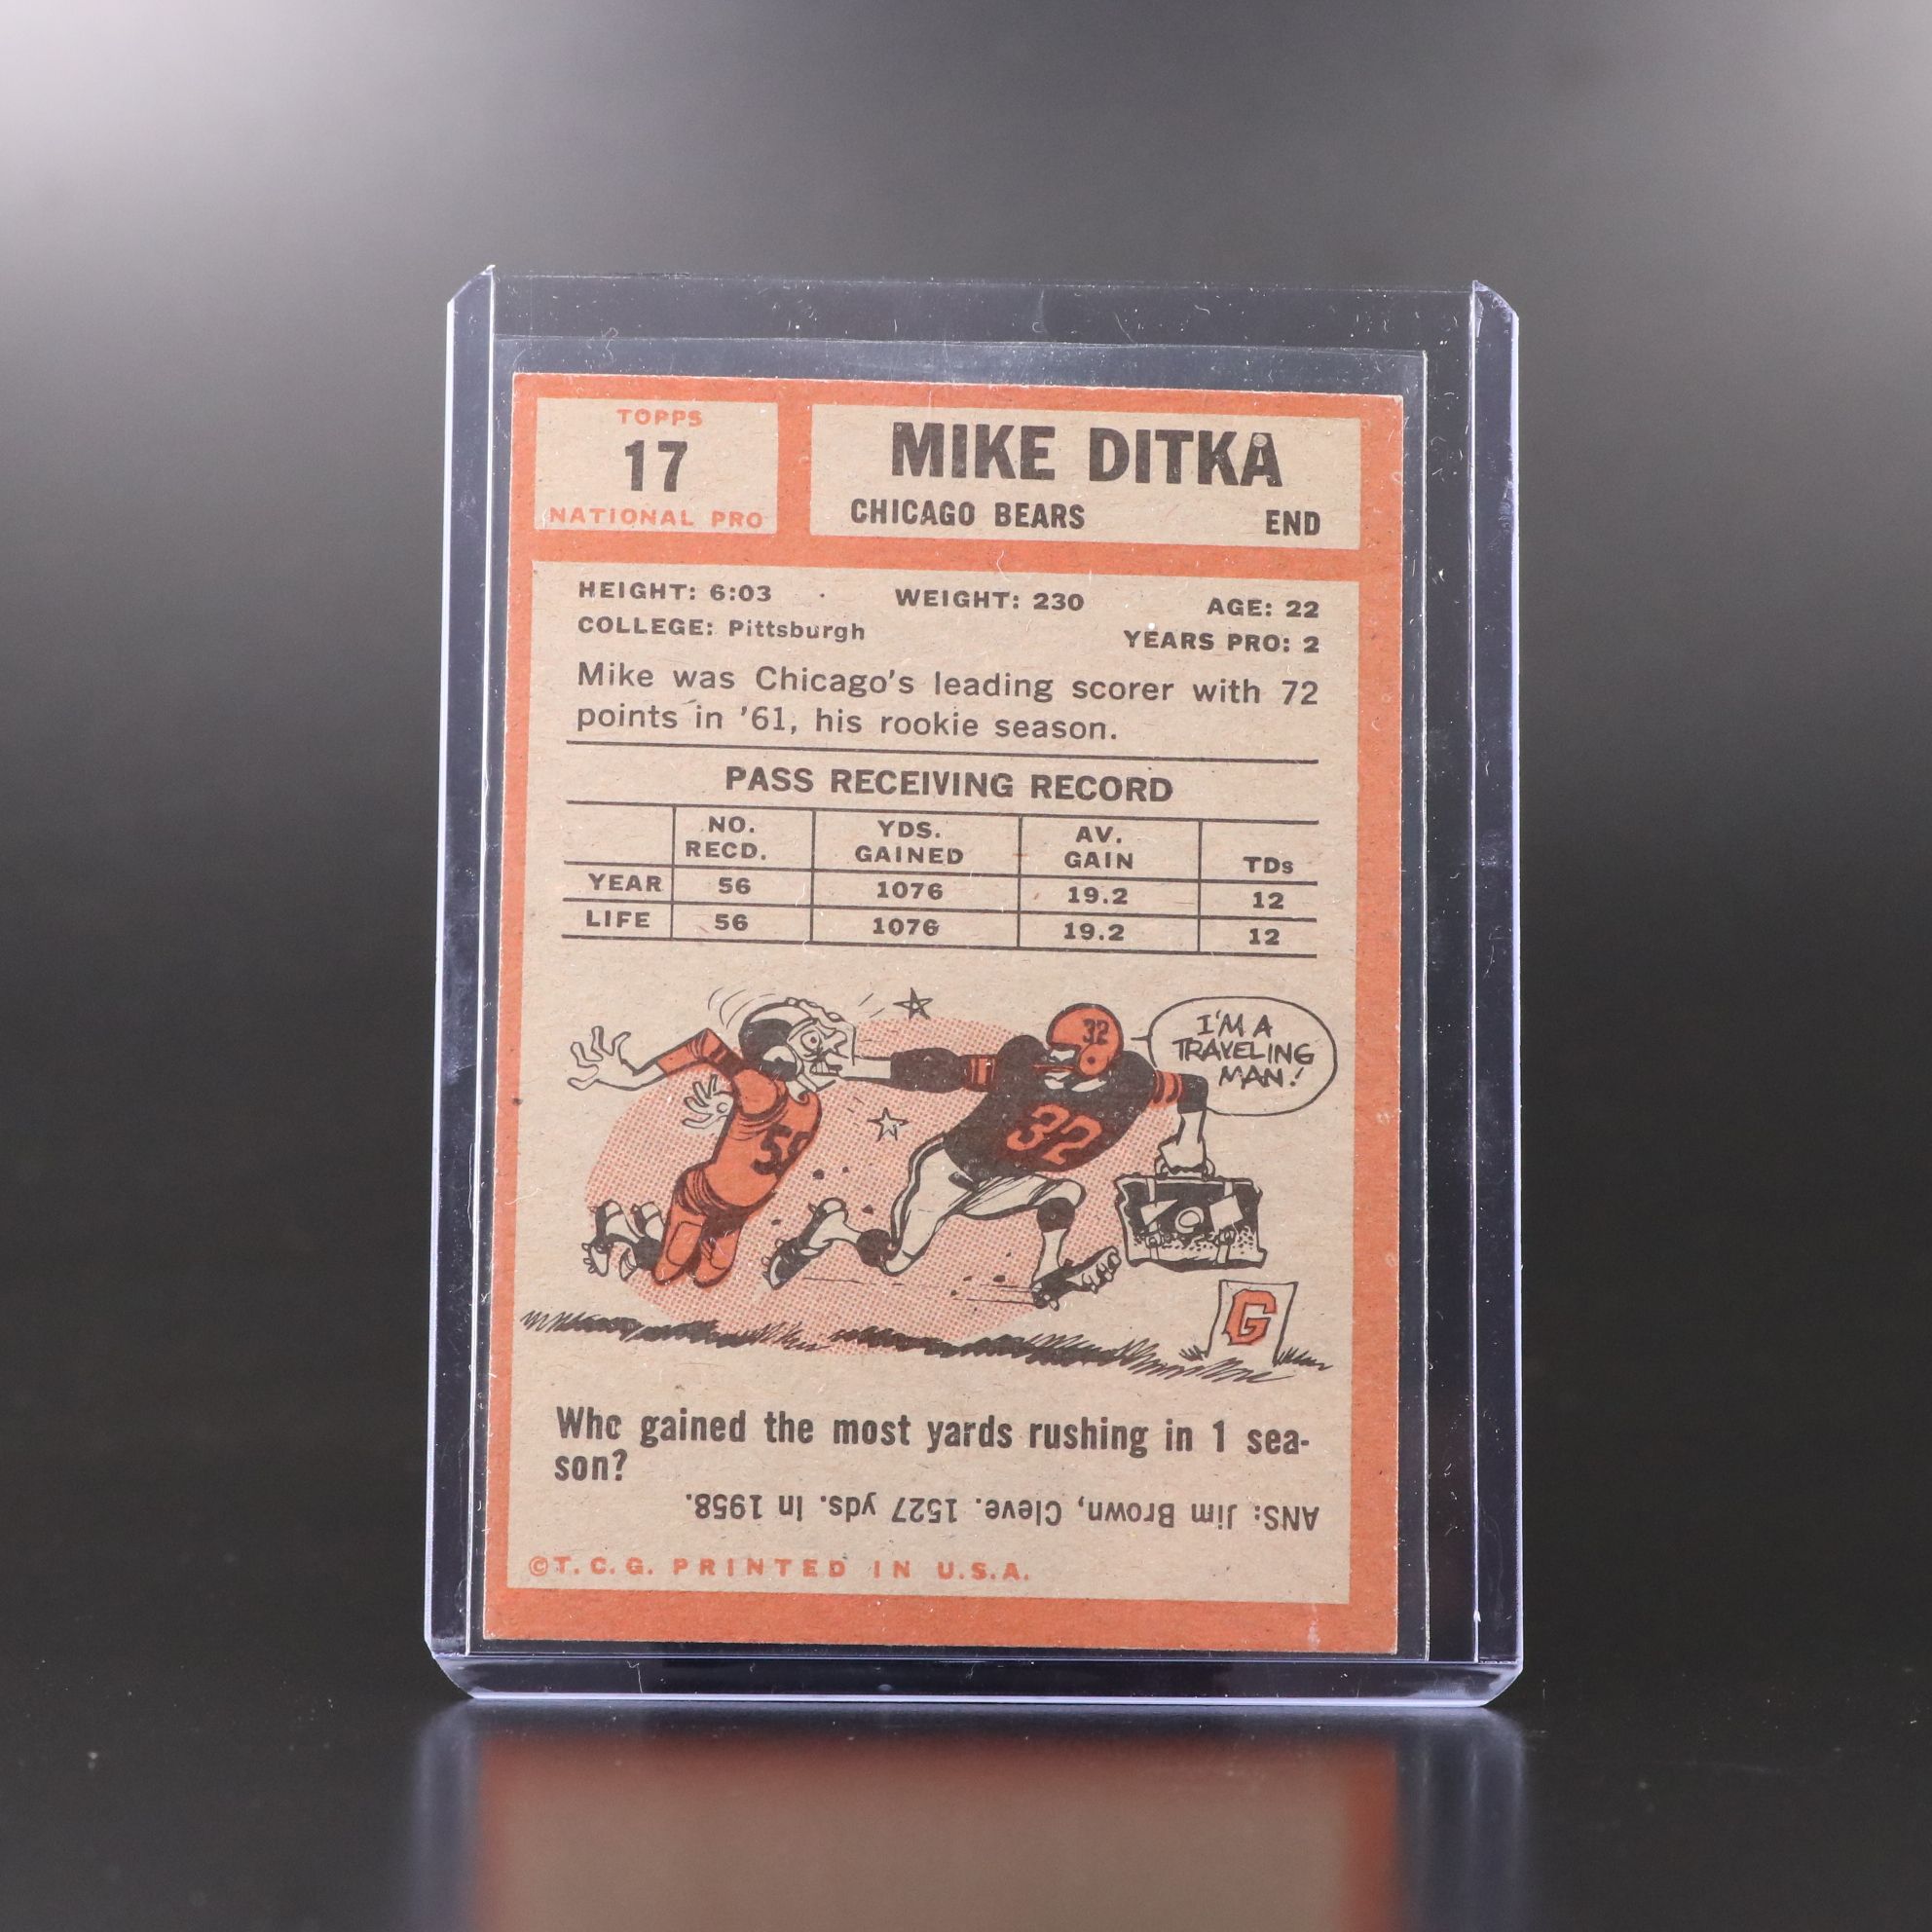 TOPPS
17
NATIONAL PRO
MIKE DITKA
CHICAGO BEARS END
HEIGHT: 6:03 WEIGHT: 230 AGE: 22
COLLEGE: Pittsburgh YEARS PRO: 2
Mike was Chicago's leading scorer with 72
points in '61, his rookie season.
PASS RECEIVING RECORD
NO. RECD. YDS. GAINED AV. GAIN TDs
YEAR 56 1076 19.2 12
LIFE 56 1076 19.2 12
32
I'M A
TRAVELING
MAN!
32
G
Who gained the most yards rushing in 1 sea-
son?
ANS: Jim Brown, Cleve. 1527 yds. in 1958.
©T.C.G. PRINTED IN U.S.A.